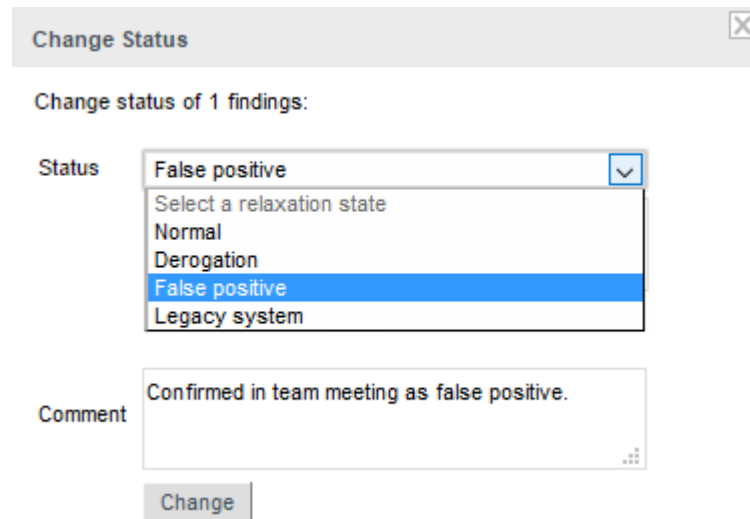 Change Status
Change status of 1 findings:
Status
False positive
Select a relaxation state
Normal
Derogation
False positive
Legacy system
Comment
Confirmed in team meeting as false positive.
Change